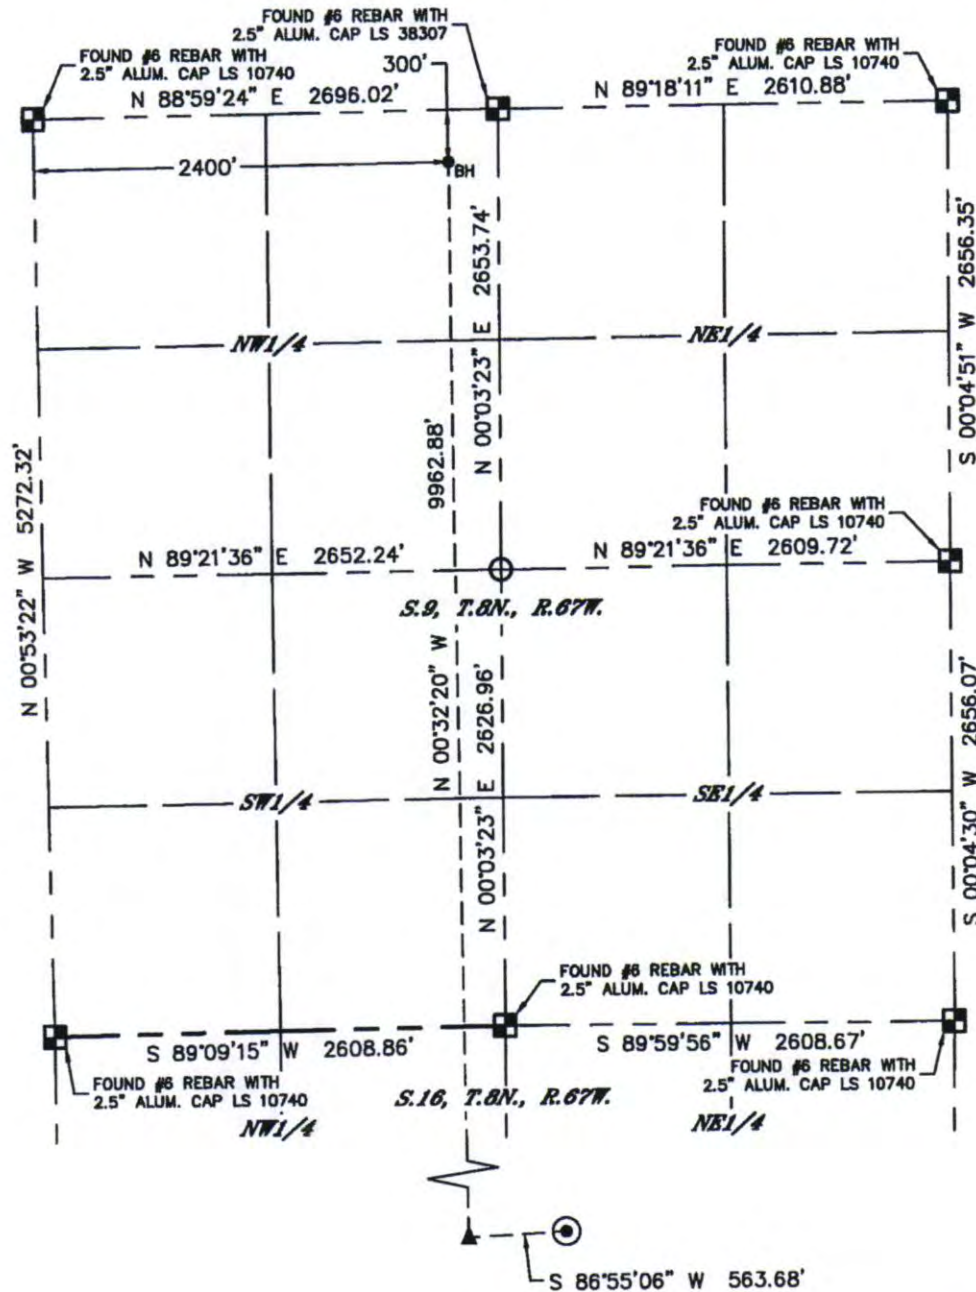 FOUND #6 REBAR WITH
2.5" ALUM. CAP LS 38307
FOUND #6 REBAR WITH
2.5" ALUM. CAP LS 10740
FOUND #6 REBAR WITH
2.5" ALUM. CAP LS 10740
300'
N 88°59'24" E 2696.02'
N 89°18'11" E 2610.88'
2400'
BH
N 00°03'23" E 2653.74'
S 00°04'51" W 2656.35'
NW1/4
NE1/4
9962.88'
N 00°53'22" W 5272.32'
FOUND #6 REBAR WITH
2.5" ALUM. CAP LS 10740
N 89°21'36" E 2652.24'
N 89°21'36" E 2609.72'
S.9, T.8N., R.67W.
N 00°32'20" W
N 00°03'23" E 2626.96'
S 00°04'30" W 2656.07'
SW1/4
SE1/4
FOUND #6 REBAR WITH
2.5" ALUM. CAP LS 10740
S 89°09'15" W 2608.86'
S 89°59'56" W 2608.67'
FOUND #6 REBAR WITH
2.5" ALUM. CAP LS 10740
FOUND #6 REBAR WITH
2.5" ALUM. CAP LS 10740
S.16, T.8N., R.67W.
NW1/4
NE1/4
S 86°55'06" W 563.68'